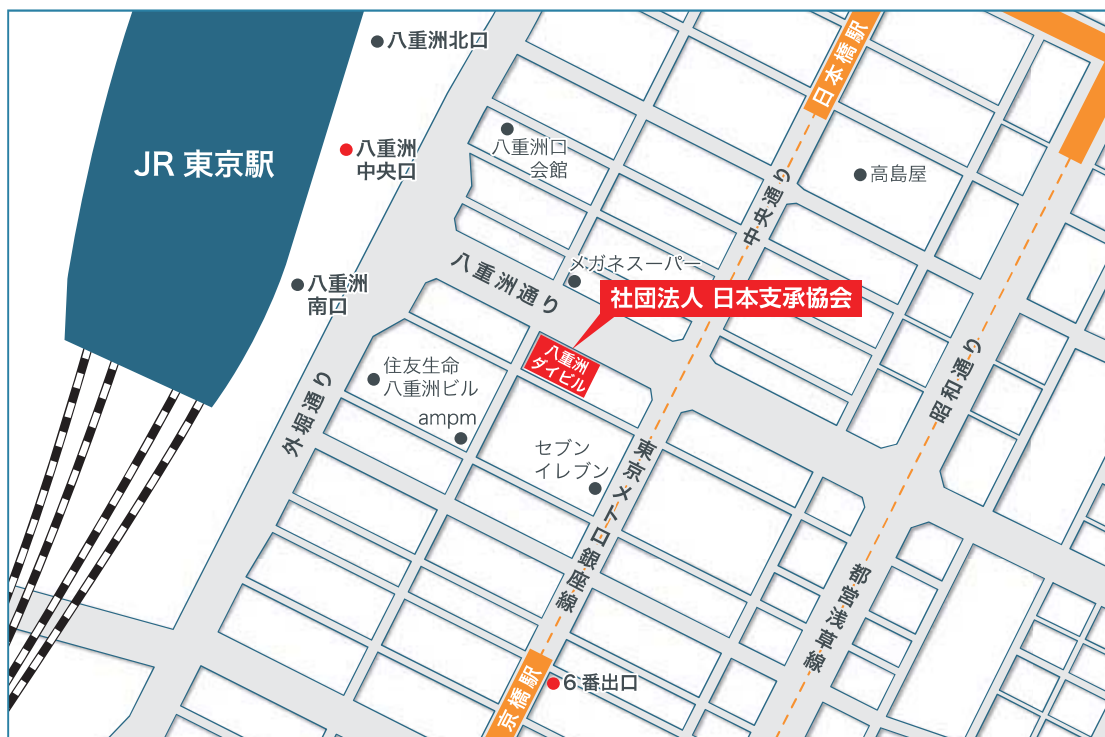 八重洲北口
日本橋駅
八重洲口
会館
JR 東京駅
八重洲
中央口
高島屋
中央通り
八重洲通り
メガネスーパー
八重洲
南口
社団法人 日本支承協会
八重洲
ダイビル
住友生命
八重洲ビル
ampm
外堀通り
昭和通り
セブン
イレブン
東京メトロ銀座線
都営浅草線
京橋駅
6番出口